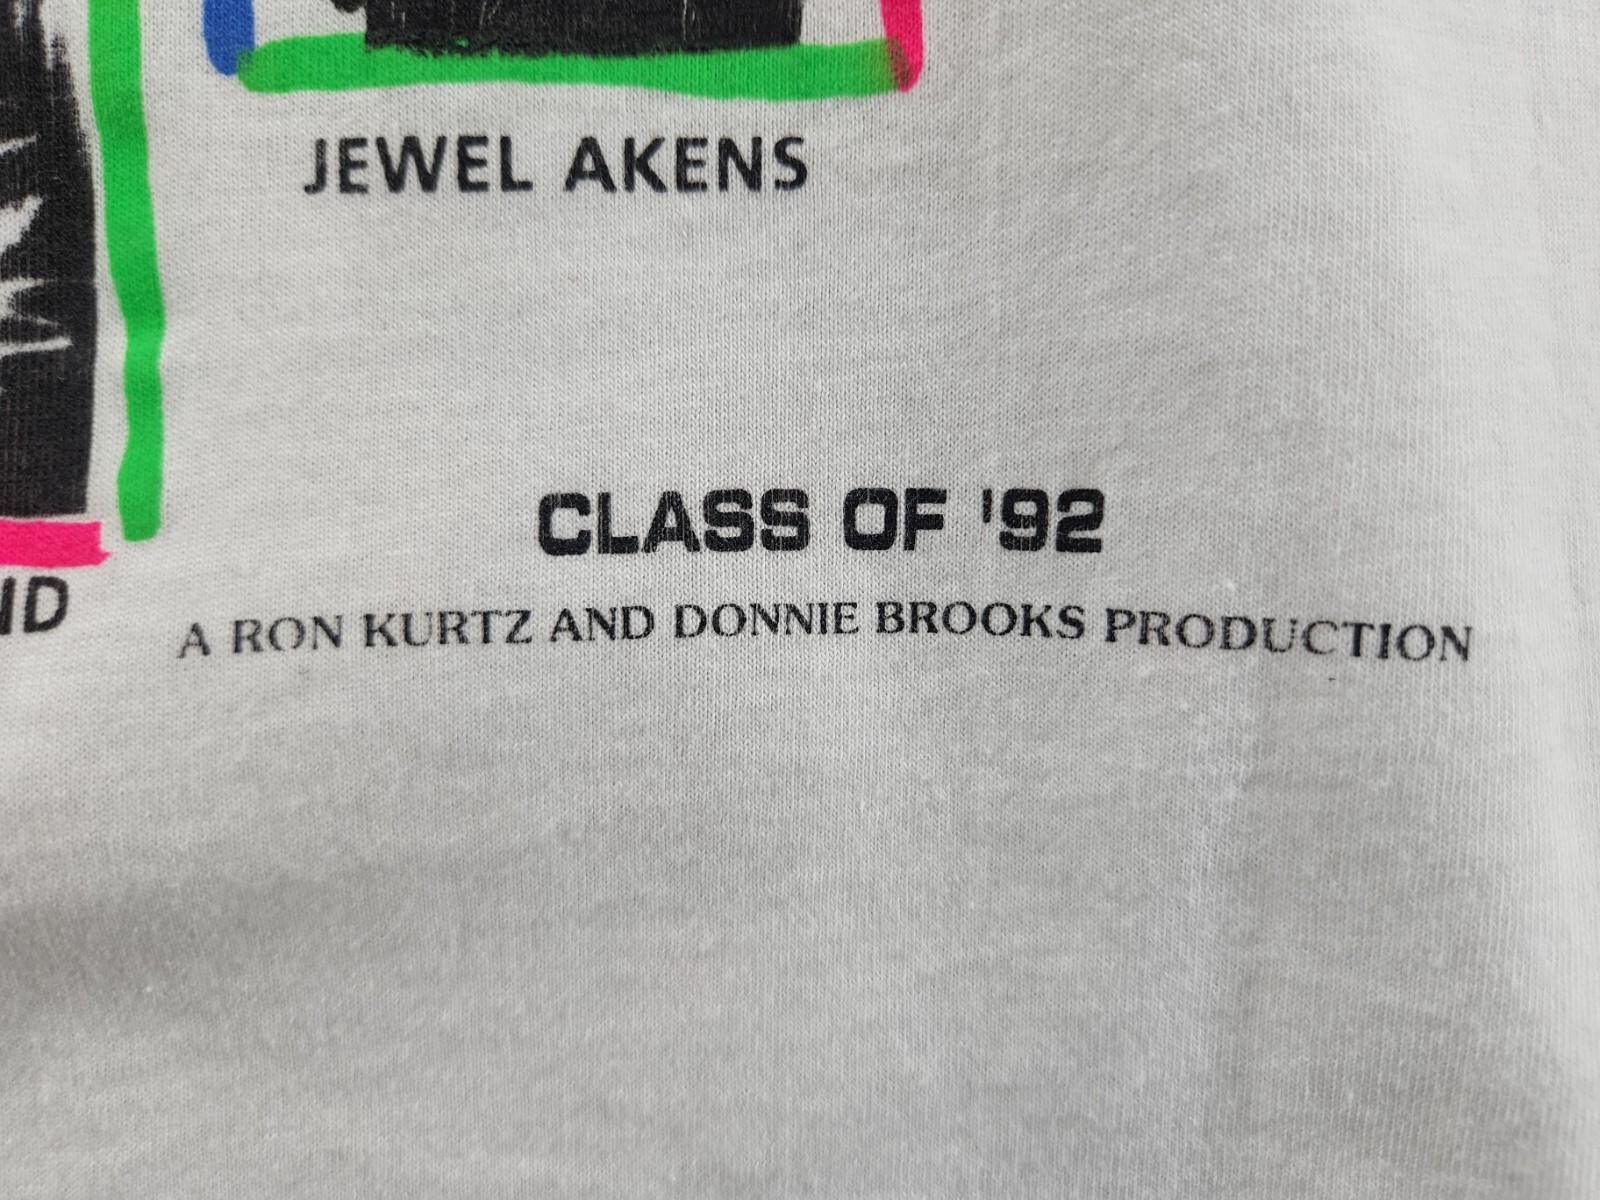 JEWEL AKENS
CLASS OF '92
A RON KURTZ AND DONNIE BROOKS PRODUCTION